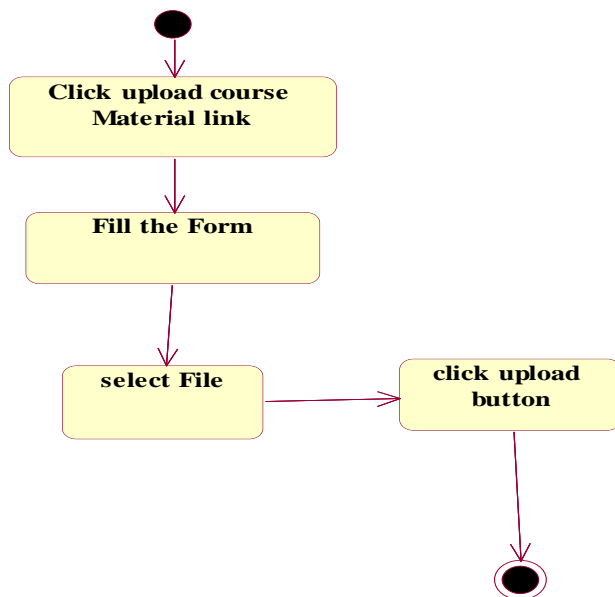 Click upload course
Material link
Fill the Form
select File
click upload
button